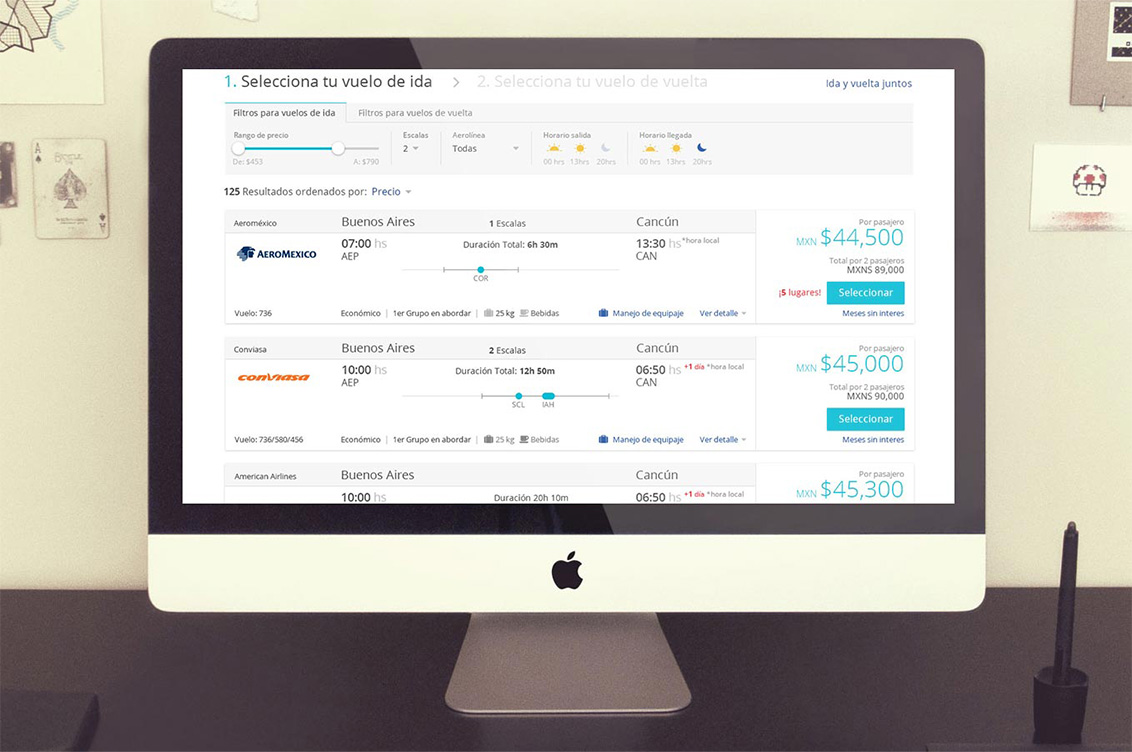 1. Selecciona tu vuelo de ida > 2. Selecciona tu vuelo de vuelta Ida y vuelta juntos
Filtros para vuelos de ida Filtros para vuelos de vuelta
Rango de precio Escalas Aerolínea Horario salida Horario llegada
2 Todas
De: $453 A: $790 00 hrs 13hrs 20hrs 00 hrs 13hrs 20hrs
125 Resultados ordenados por: Precio
Aeroméxico Buenos Aires 1 Escalas Cancún Por pasajero
MXN $44,500
07:00 hs Duración Total: 6h 30m 13:30 hs *hora local
AEROMEXICO AEP CAN
Total por 2 pasajeros
MXNS 89,000
COR
¡5 lugares! Seleccionar
Vuelo: 736 Económico | 1er Grupo en abordar | 25 kg Bebidas Manejo de equipaje Ver detalle Meses sin interes
Conviasa Buenos Aires 2 Escalas Cancún Por pasajero
MXN $45,000
10:00 hs Duración Total: 12h 50m 06:50 hs +1 día *hora local
conviasa AEP CAN
Total por 2 pasajeros
MXNS 90,000
SCL IAH
Seleccionar
Vuelo: 736/580/456 Económico | 1er Grupo en abordar | 25 kg Bebidas Manejo de equipaje Ver detalle Meses sin interes
American Airlines Buenos Aires Cancún Por pasajero
MXN $45,300
10:00 hs Duración 20h 10m 06:50 hs +1 día *hora local
A
BICYCLE